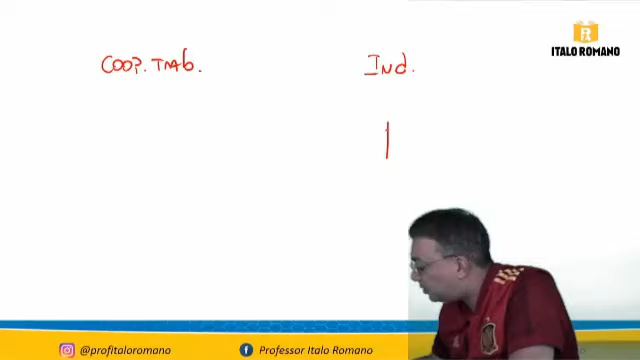 ITALO ROMANO
COOP. TRAb.
Ind.
@profitaloromano
Professor Italo Romano